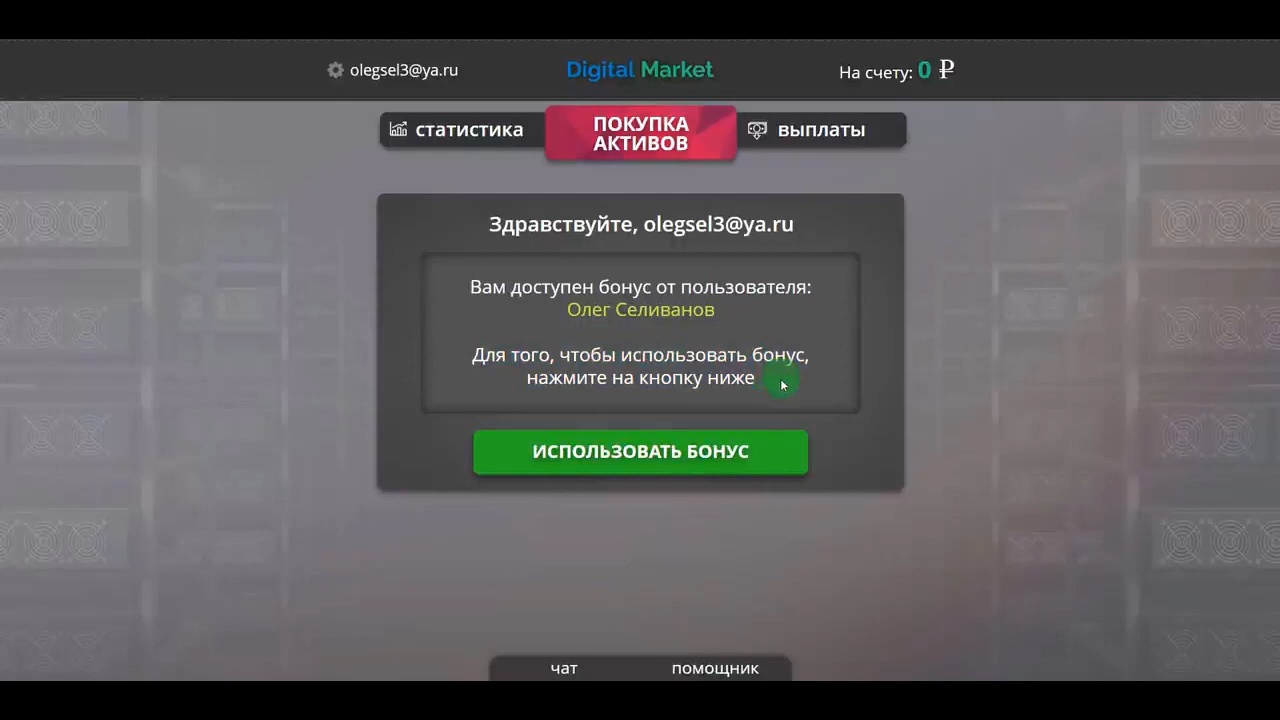 olegsel3@ya.ru
Digital Market
На счету: 0 ₽
статистика
ПОКУПКА
АКТИВОВ
выплаты
Здравствуйте, olegsel3@ya.ru
Вам доступен бонус от пользователя:
Олег Селиванов
Для того, чтобы использовать бонус,
нажмите на кнопку ниже
ИСПОЛЬЗОВАТЬ БОНУС
чат
помощник